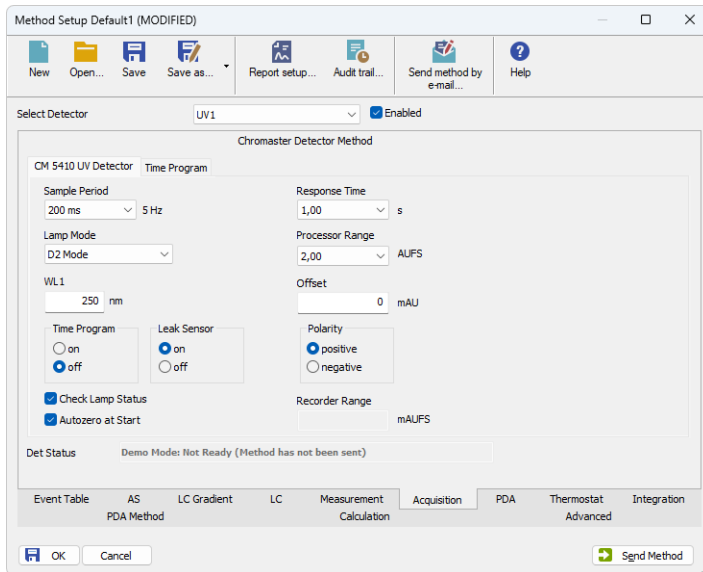 Method Setup Default1 (MODIFIED)
New Open... Save Save as... Report setup... Audit trail... Send method by e-mail... Help
Select Detector UV1 Enabled
Chromaster Detector Method
CM 5410 UV Detector Time Program
Sample Period Response Time
200 ms 5 Hz 1,00 s
Lamp Mode Processor Range
D2 Mode 2,00 AUFS
WL1 Offset
250 nm 0 mAU
Time Program Leak Sensor Polarity
on on positive
off off negative
Check Lamp Status Recorder Range
Autozero at Start mAUFS
Det Status Demo Mode: Not Ready (Method has not been sent)
Event Table AS LC Gradient LC Measurement Acquisition PDA Thermostat Integration
PDA Method Calculation Advanced
OK Cancel Send Method